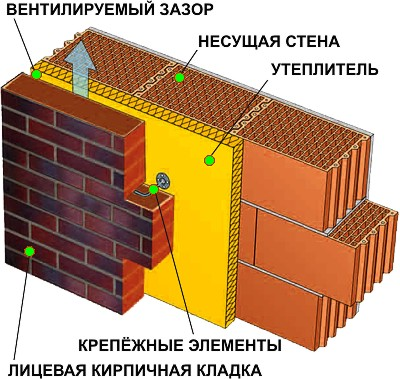 ВЕНТИЛИРУЕМЫЙ ЗАЗОР
НЕСУЩАЯ СТЕНА
УТЕПЛИТЕЛЬ
КРЕПЁЖНЫЕ ЭЛЕМЕНТЫ
ЛИЦЕВАЯ КИРПИЧНАЯ КЛАДКА